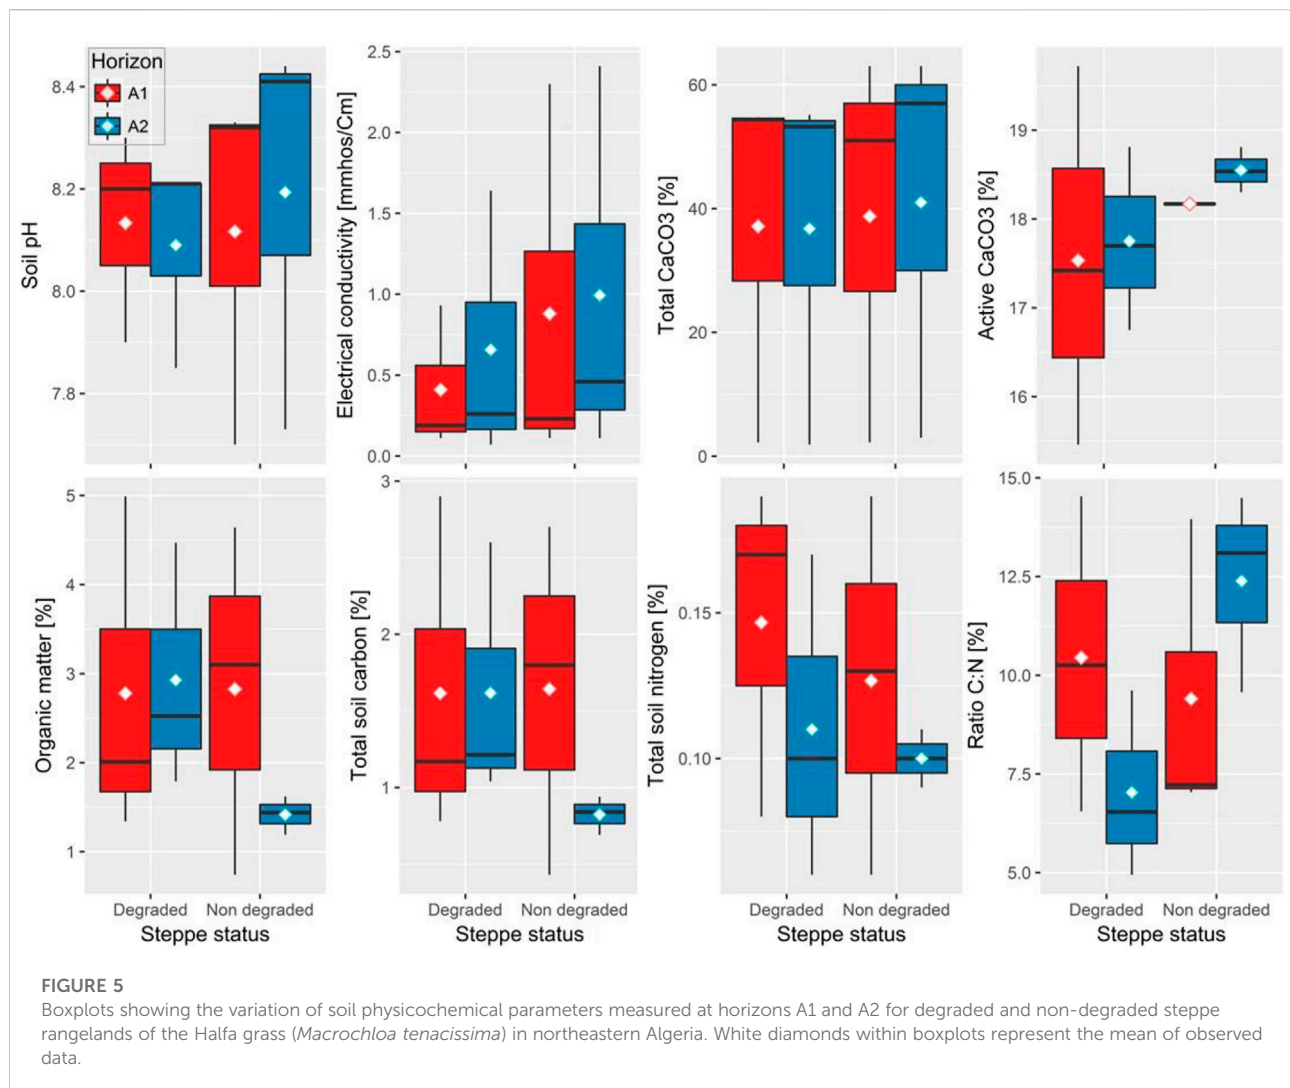 Horizon
A1
A2
Soil pH
8.4
8.2
8.0
7.8
Electrical conductivity [mmhos/Cm]
2.5
2.0
1.5
1.0
0.5
0.0
Total CaCO3 [%]
60
40
20
0
Active CaCO3 [%]
19
18
17
16
Organic matter [%]
5
4
3
2
1
Degraded Non degraded
Steppe status
Total soil carbon [%]
3
2
1
Degraded Non degraded
Steppe status
Total soil nitrogen [%]
0.15
0.10
Degraded Non degraded
Steppe status
Ratio C:N [%]
15.0
12.5
10.0
7.5
5.0
Degraded Non degraded
Steppe status
FIGURE 5
Boxplots showing the variation of soil physicochemical parameters measured at horizons A1 and A2 for degraded and non-degraded steppe
rangelands of the Halfa grass (Macrochloa tenacissima) in northeastern Algeria. White diamonds within boxplots represent the mean of observed
data.